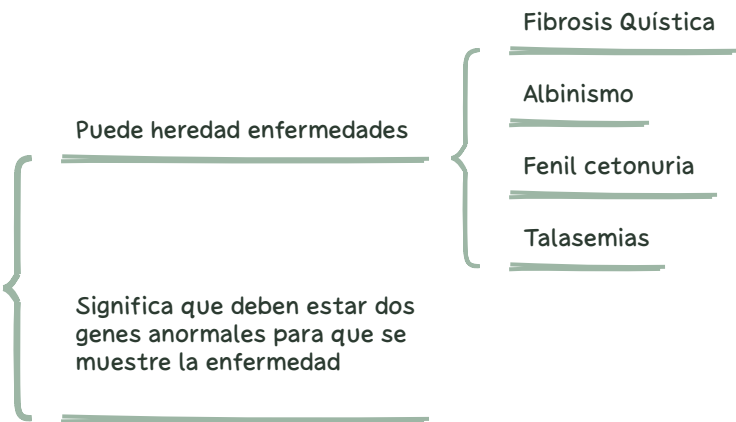 Puede heredad enfermedades
Fibrosis Quística
Albinismo
Fenil cetonuria
Talasemias
Significa que deben estar dos
genes anormales para que se
muestre la enfermedad